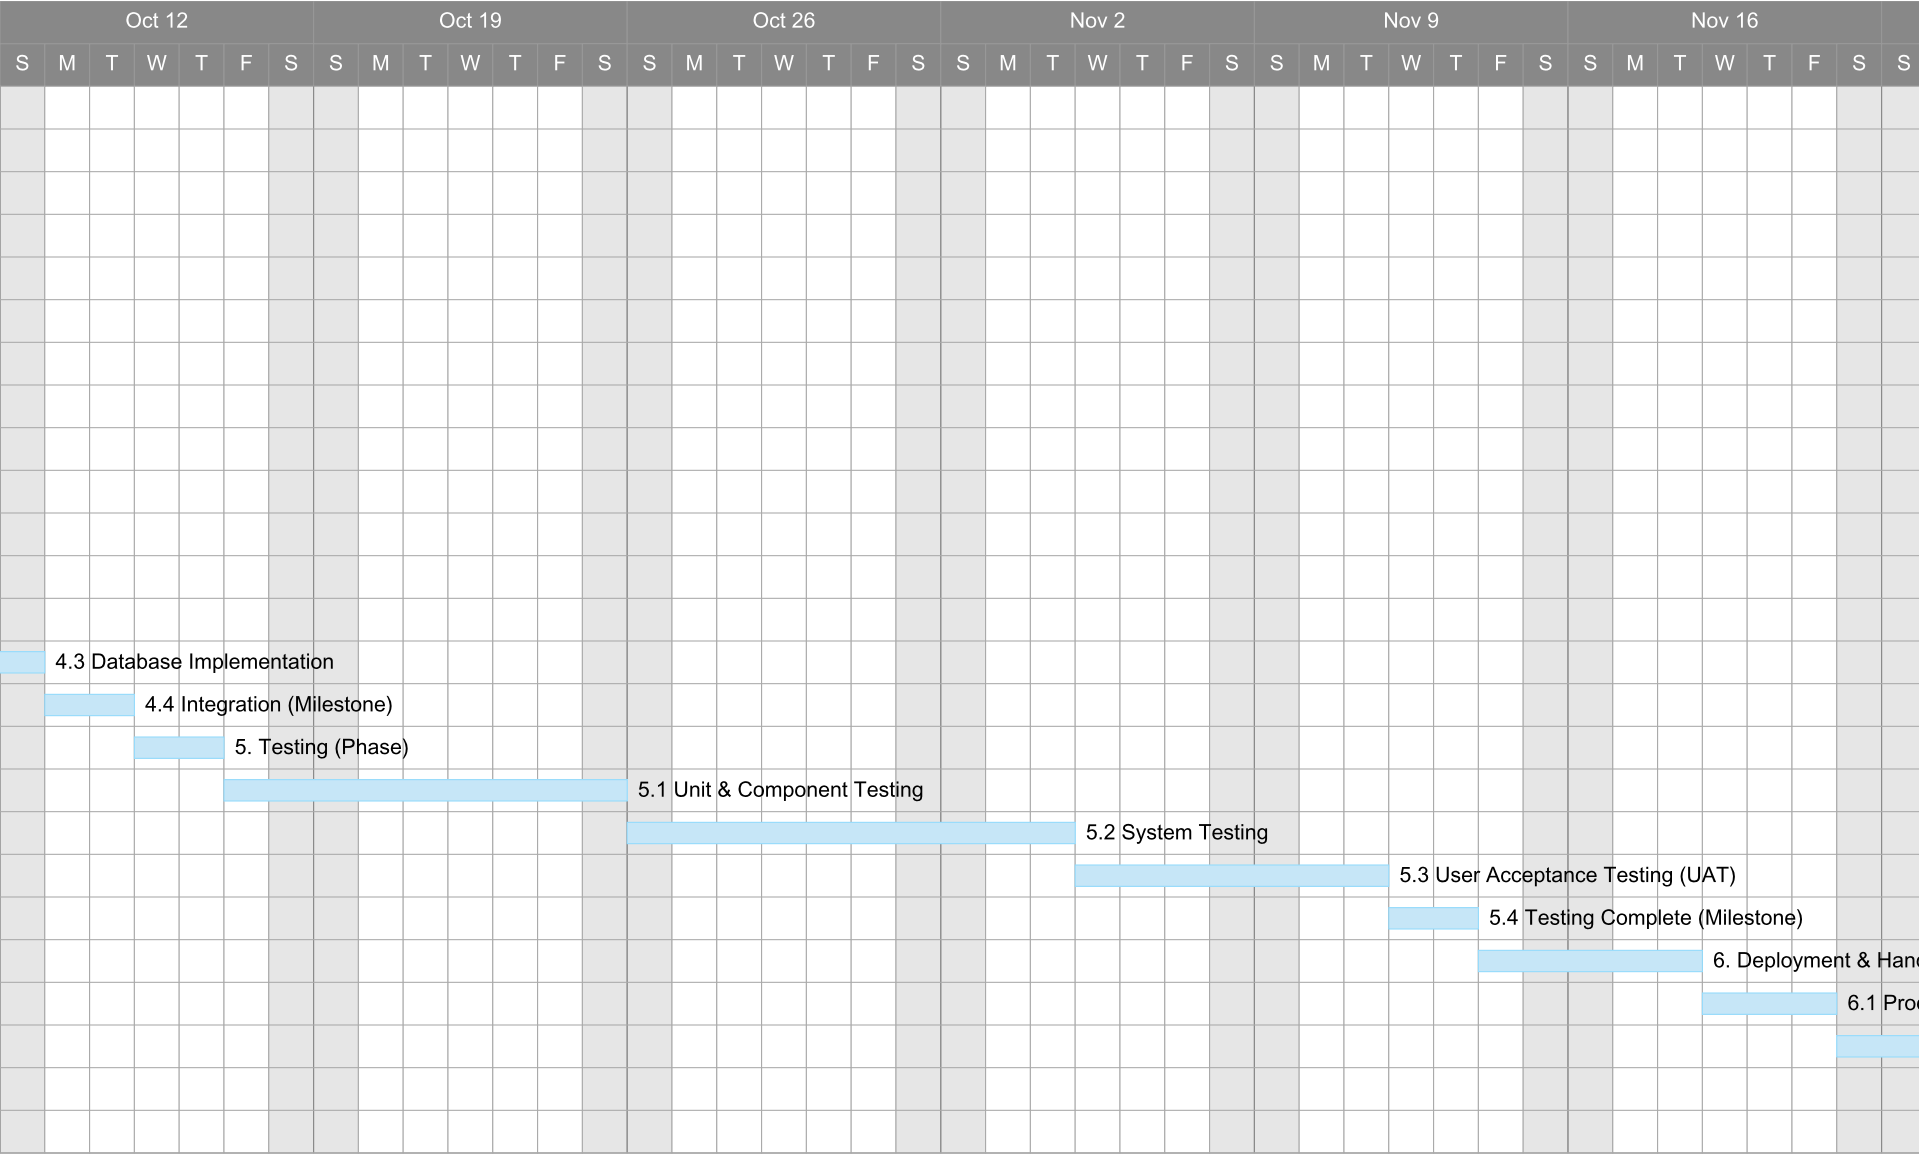 Oct 12 Oct 19 Oct 26 Nov 2 Nov 9 Nov 16
S M T W T F S S M T W T F S S M T W T F S S M T W T F S S M T W T F S S M T W T F S S
4.3 Database Implementation
4.4 Integration (Milestone)
5. Testing (Phase)
5.1 Unit & Component Testing
5.2 System Testing
5.3 User Acceptance Testing (UAT)
5.4 Testing Complete (Milestone)
6. Deployment &
6.1